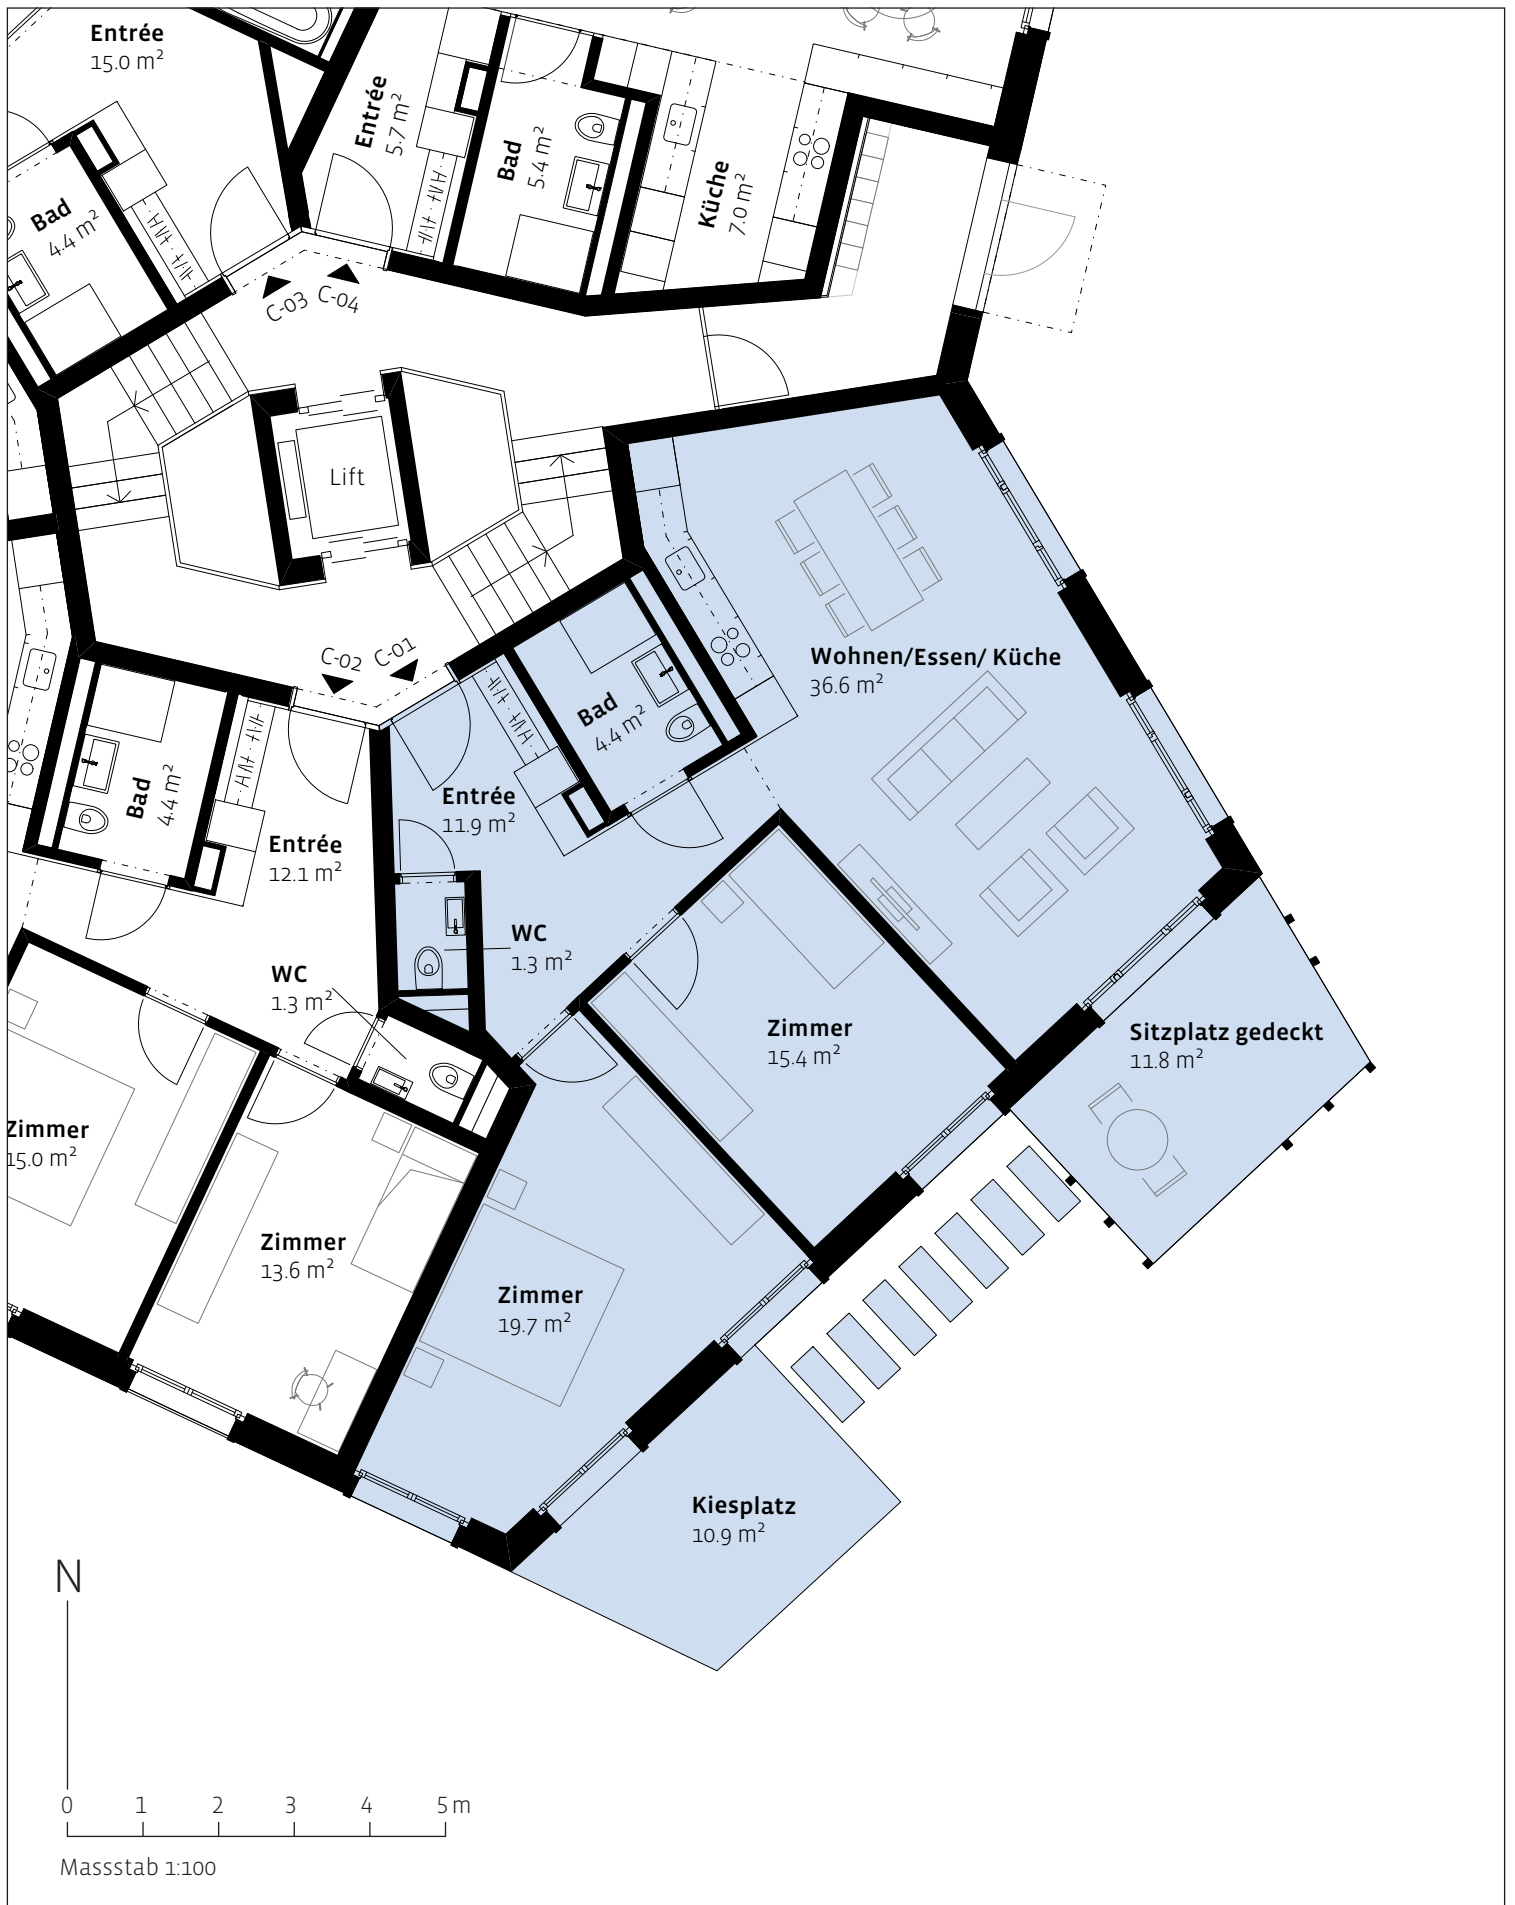 Entrée
15.0 m²
Entrée
5.7 m²
Bad
5.4 m²
Küche
7.0 m²
Bad
4.4 m²
C-03
C-04
Lift
C-02
C-01
Wohnen/Essen/ Küche
36.6 m²
Bad
4.4 m²
Entrée
11.9 m²
Bad
4.4 m²
Entrée
12.1 m²
WC
1.3 m²
WC
1.3 m²
Zimmer
15.4 m²
Sitzplatz gedeckt
11.8 m²
Zimmer
15.0 m²
Zimmer
13.6 m²
Zimmer
19.7 m²
Kiesplatz
10.9 m²
N
0 1 2 3 4 5 m
Massstab 1:100